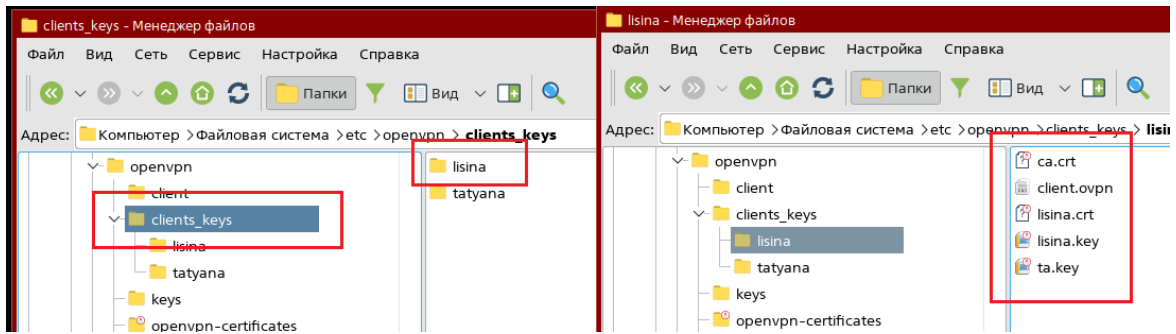 clients_keys - Менеджер файлов
Файл Вид Сеть Сервис Настройка Справка
Папки Вид
Адрес: Компьютер >Файловая система >etc >openvpn > clients_keys
openvpn
client
clients_keys
lisina
tatyana
keys
openvpn-certificates
lisina
tatyana
lisina - Менеджер файлов
Файл Вид Сеть Сервис Настройка Справка
Папки Вид
Адрес: Компьютер >Файловая система >etc >openvpn >clients_keys >
openvpn
client
clients_keys
lisina
tatyana
keys
openvpn-certificates
ca.crt
client.ovpn
lisina.crt
lisina.key
ta.key